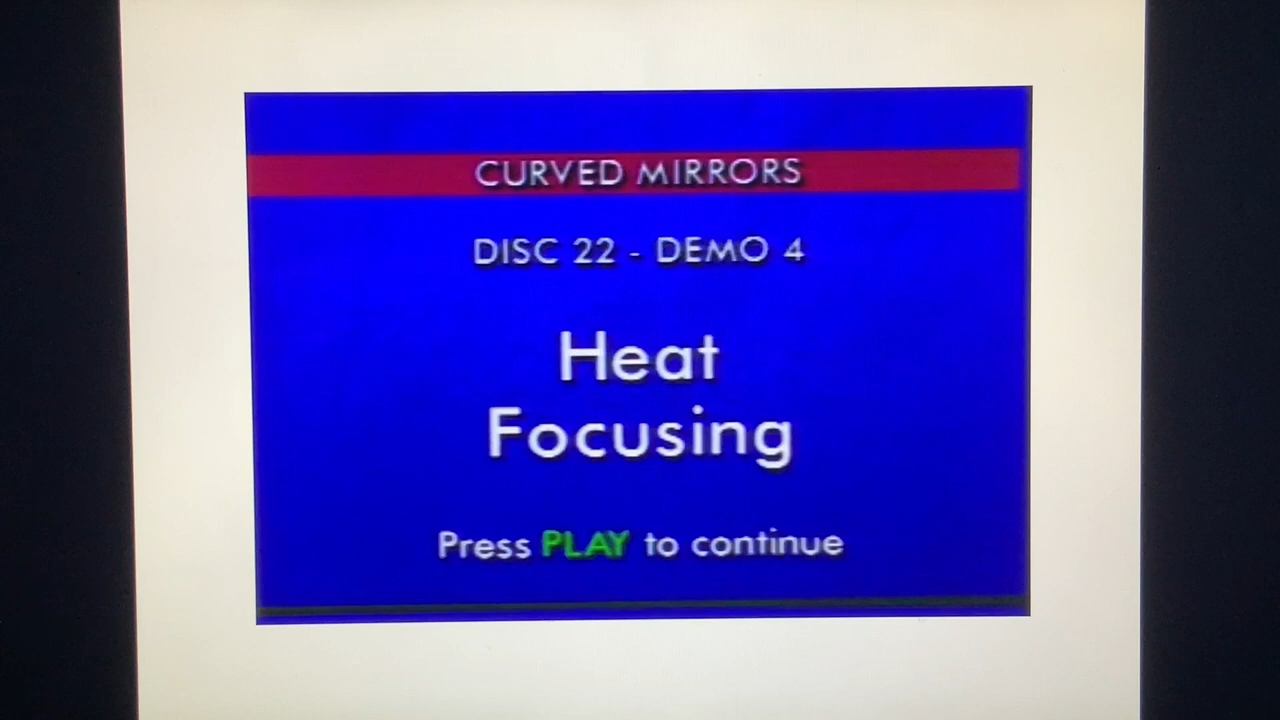 CURVED MIRRORS
DISC 22 - DEMO 4
Heat
Focusing
Press PLAY to continue